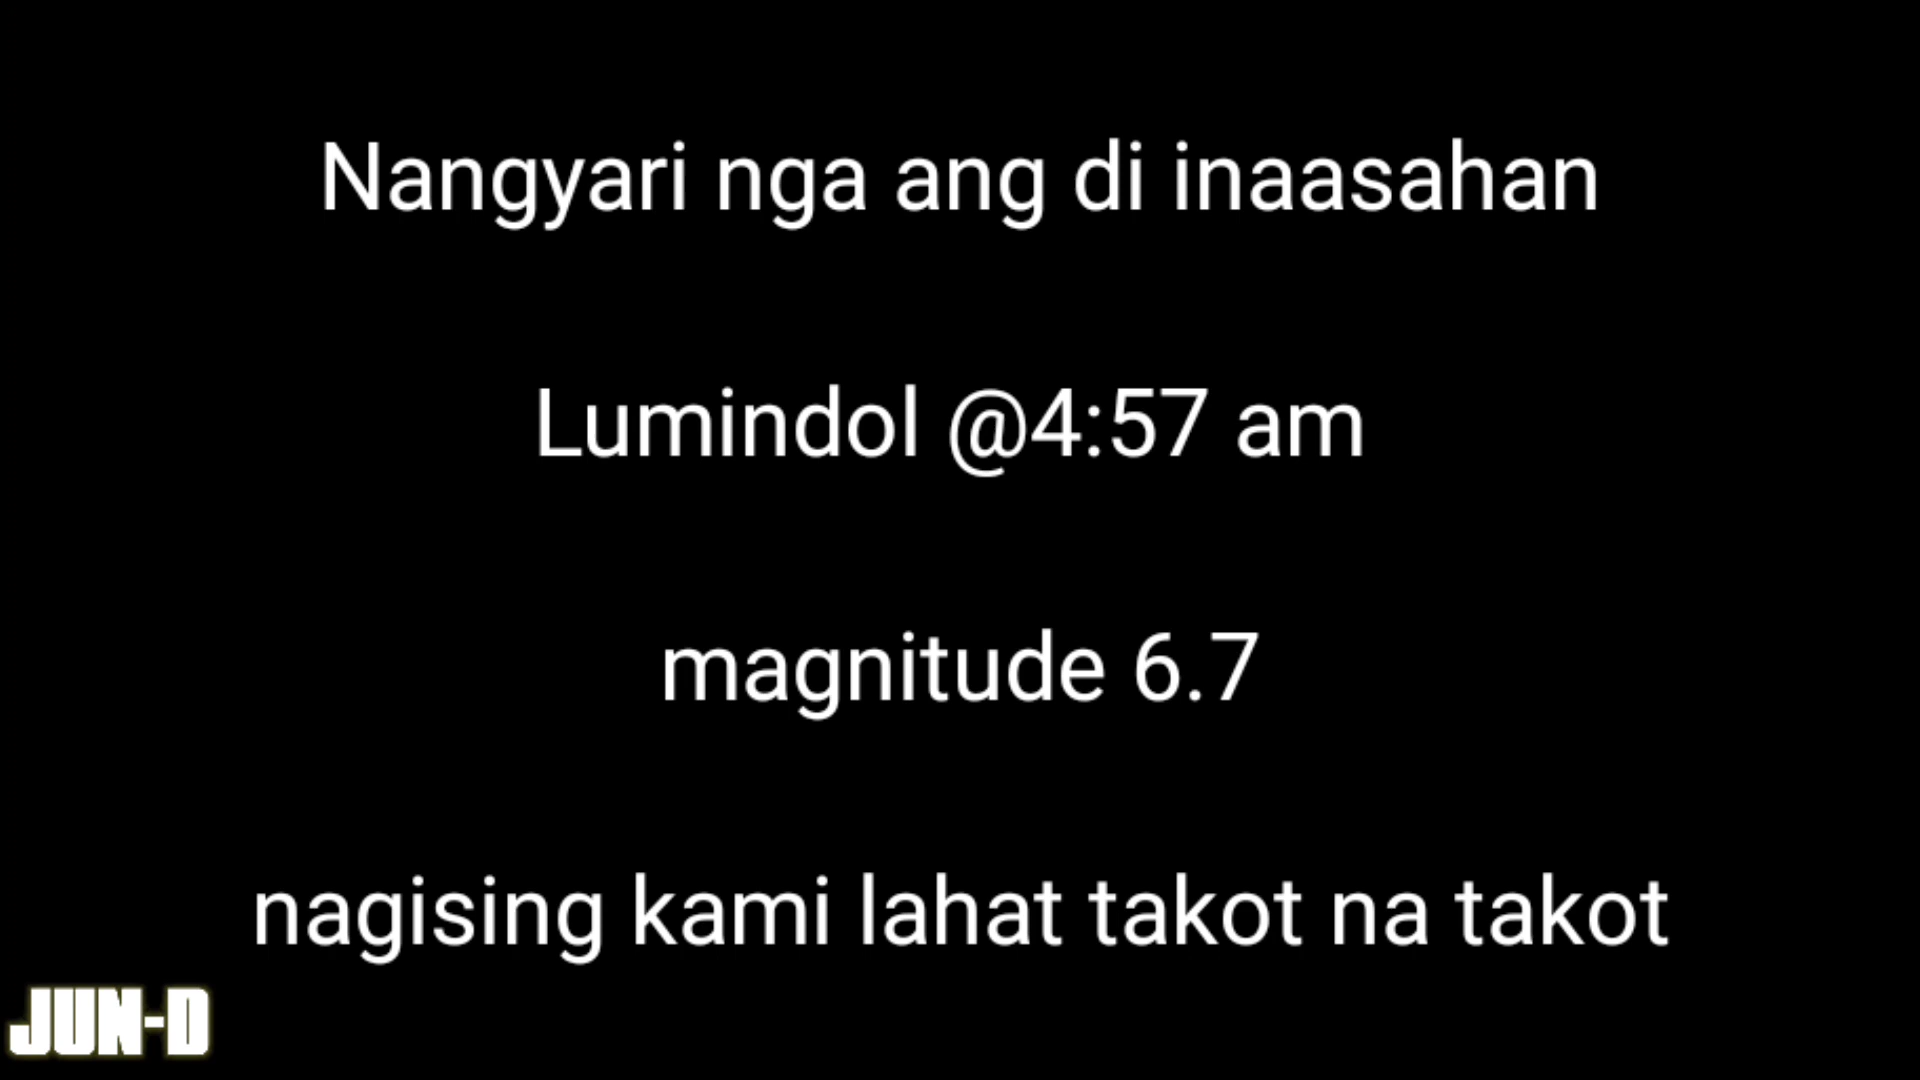 Nangyari nga ang di inaasahan
Lumindol @4:57 am
magnitude 6.7
nagising kami lahat takot na takot
JUN-D